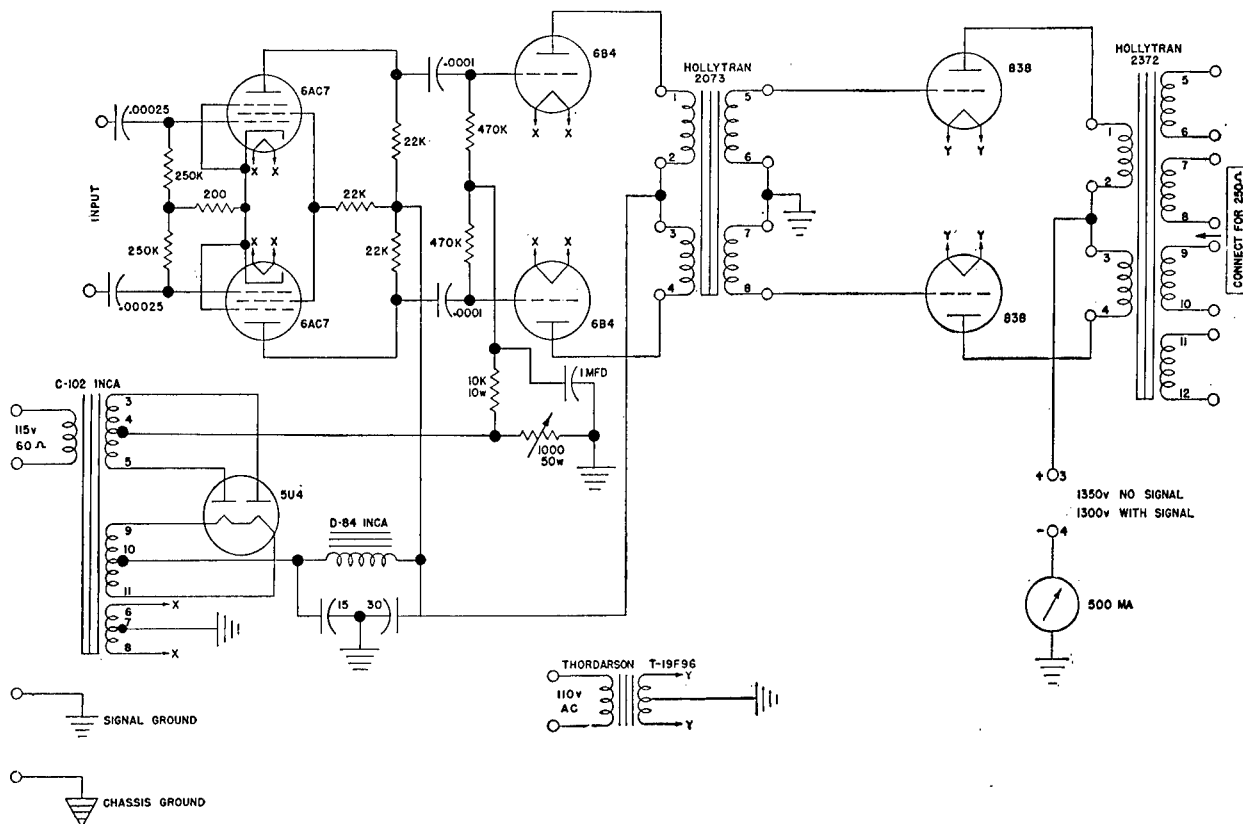 6B4
.0001
HOLLYTRAN
2073
838
HOLLYTRAN
2372
.00025
6AC7
X X
X X
Y Y
1
2
3
4
5
6
7
8
1
2
3
4
5
6
7
8
9
10
11
12
22K
470K
INPUT
250K
200
22K
CONNECT FOR 250Ω
250K
X X
22K
470K
X X
Y Y
.00025
6AC7
.0001
6B4
838
C-102 INCA
10K
10W
1 MFD
115V
60 Ω
3
4
5
1000
50W
5U4
+ 3
1350V NO SIGNAL
1300V WITH SIGNAL
- 4
D-84 INCA
9
10
11
6
7
8
X
X
15 30
500 MA
THORDARSON T-19F96
110V
AC
Y
Y
SIGNAL GROUND
CHASSIS GROUND